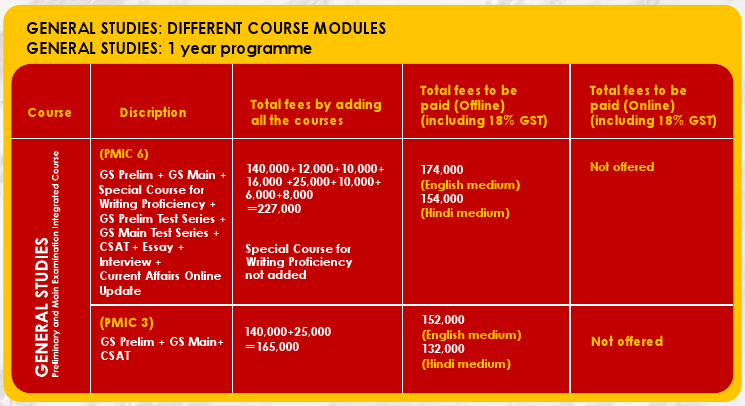 GENERAL STUDIES: DIFFERENT COURSE MODULES
GENERAL STUDIES: 1 year programme
Course
Discription
Total fees by adding
all the courses
Total fees to be
paid (Offline)
(including 18% GST)
Total fees to be
paid (Online)
(including 18% GST)
GENERAL STUDIES
Preliminary and Main Examination Integrated Course
(PMIC 6)
GS Prelim + GS Main +
Special Course for
Writing Proficiency +
GS Prelim Test Series +
GS Main Test Series +
CSAT + Essay +
Interview +
Current Affairs Online
Update
140,000+12,000+10,000+
16,000 +25,000+10,000+
6,000+8,000
=227,000
Special Course for
Writing Proficiency
not added
174,000
(English medium)
154,000
(Hindi medium)
Not offered
(PMIC 3)
GS Prelim + GS Main+
CSAT
140,000+25,000
=165,000
152,000
(English medium)
132,000
(Hindi medium)
Not offered